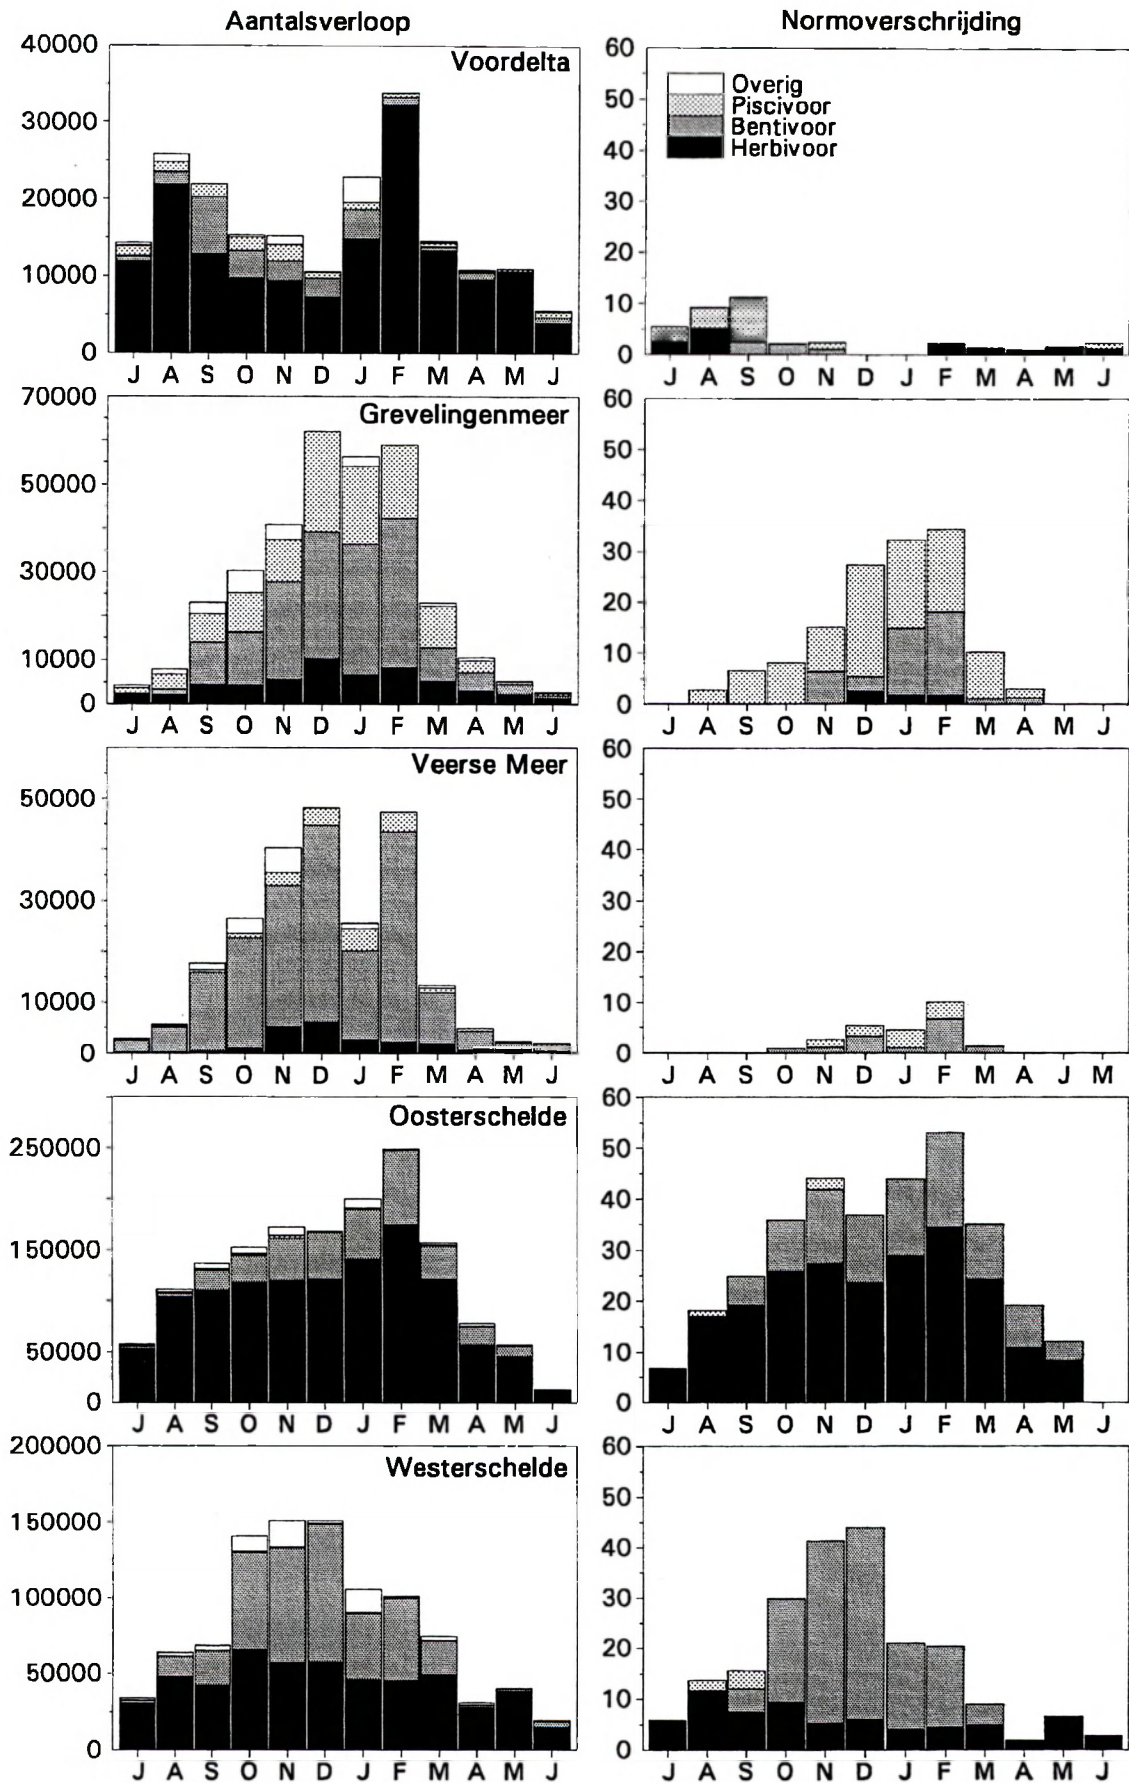 Aantalsverloop
Normoverschrijding
Voordelta
40000
30000
20000
10000
0
J A S O N D J F M A M J
60
50
40
30
20
10
0
Overig
Piscivoor
Bentivoor
Herbivoor
J A S O N D J F M A M J
Grevelingenmeer
70000
50000
30000
10000
0
J A S O N D J F M A M J
60
50
40
30
20
10
0
J A S O N D J F M A M J
Veerse Meer
50000
30000
10000
0
J A S O N D J F M A M J
60
50
40
30
20
10
0
J A S O N D J F M A J M
Oosterschelde
250000
150000
50000
0
J A S O N D J F M A M J
60
50
40
30
20
10
0
J A S O N D J F M A M J
Westerschelde
200000
150000
100000
50000
0
J A S O N D J F M A M J
60
50
40
30
20
10
0
J A S O N D J F M A M J